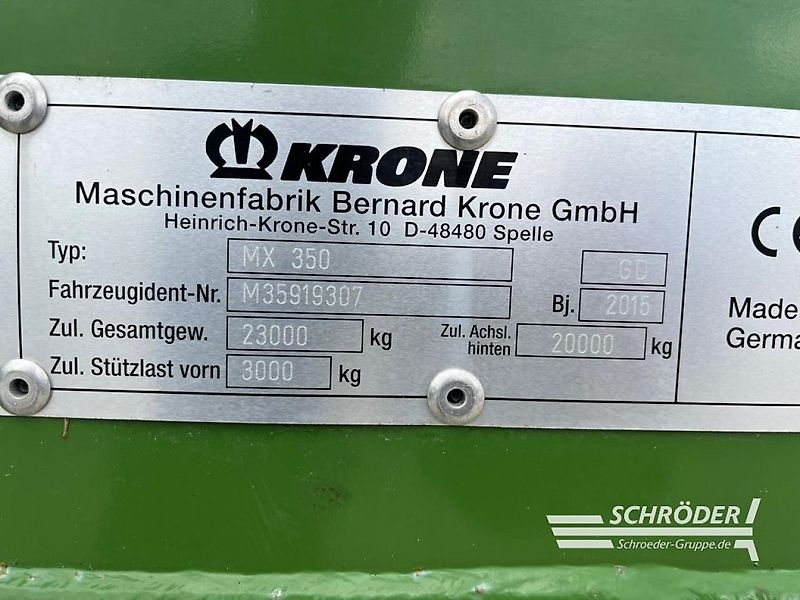 KRONE
Maschinenfabrik Bernard Krone GmbH
Heinrich-Krone-Str. 10 D-48480 Spelle
Typ: MX 350 GD
Fahrzeugident-Nr. M35919307 Bj. 2015
Zul. Gesamtgew. 23000 kg Zul. Achsl. hinten 20000 kg
Zul. Stützlast vorn 3000 kg
CE
Made
Germa
SCHRÖDER
Schroeder-Gruppe.de